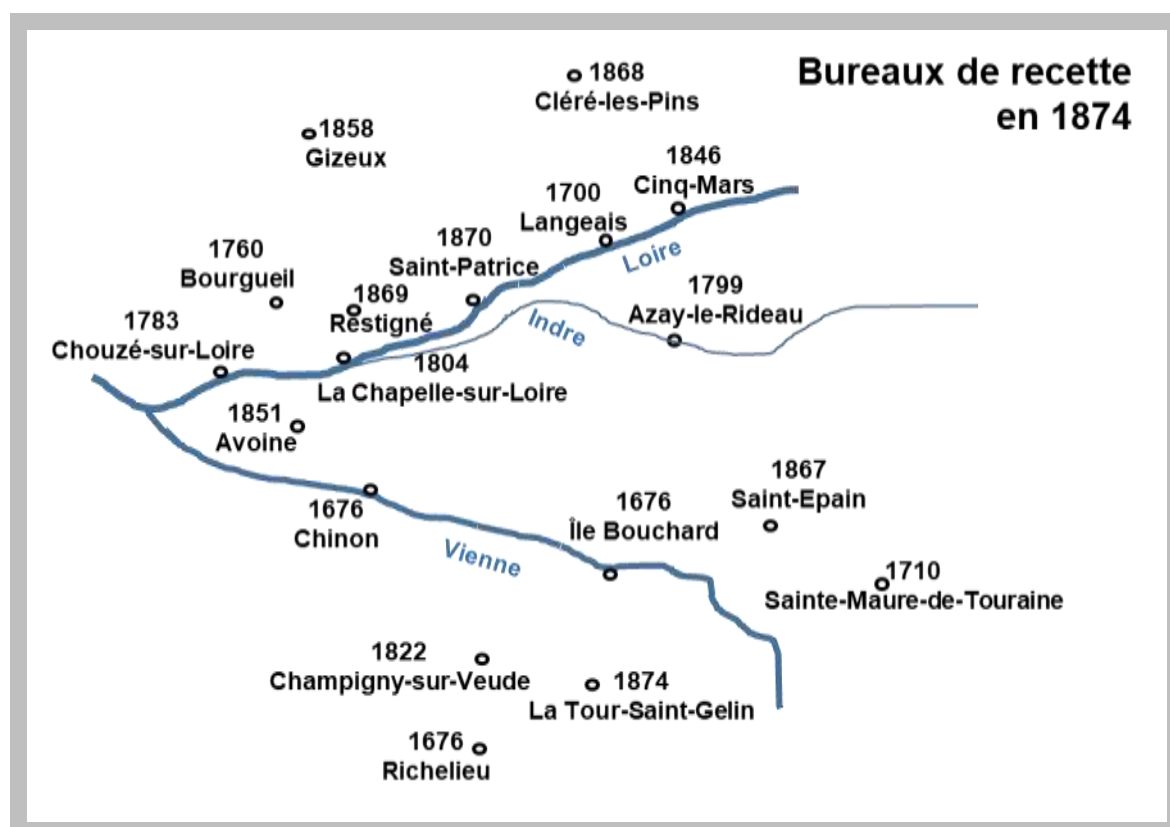 Bureaux de recette
en 1874
1868
Cléré-les-Pins
1858
Gizeux
1846
Cinq-Mars
1700
Langeais
Loire
1870
Saint-Patrice
1760
Bourgueil
1869
Restigné
1799
Azay-le-Rideau
Indre
1783
Chouzé-sur-Loire
1804
La Chapelle-sur-Loire
1851
Avoine
1867
Saint-Epain
1676
Chinon
1676
Île Bouchard
Vienne
1710
Sainte-Maure-de-Touraine
1822
Champigny-sur-Veude
1874
La Tour-Saint-Gelin
1676
Richelieu